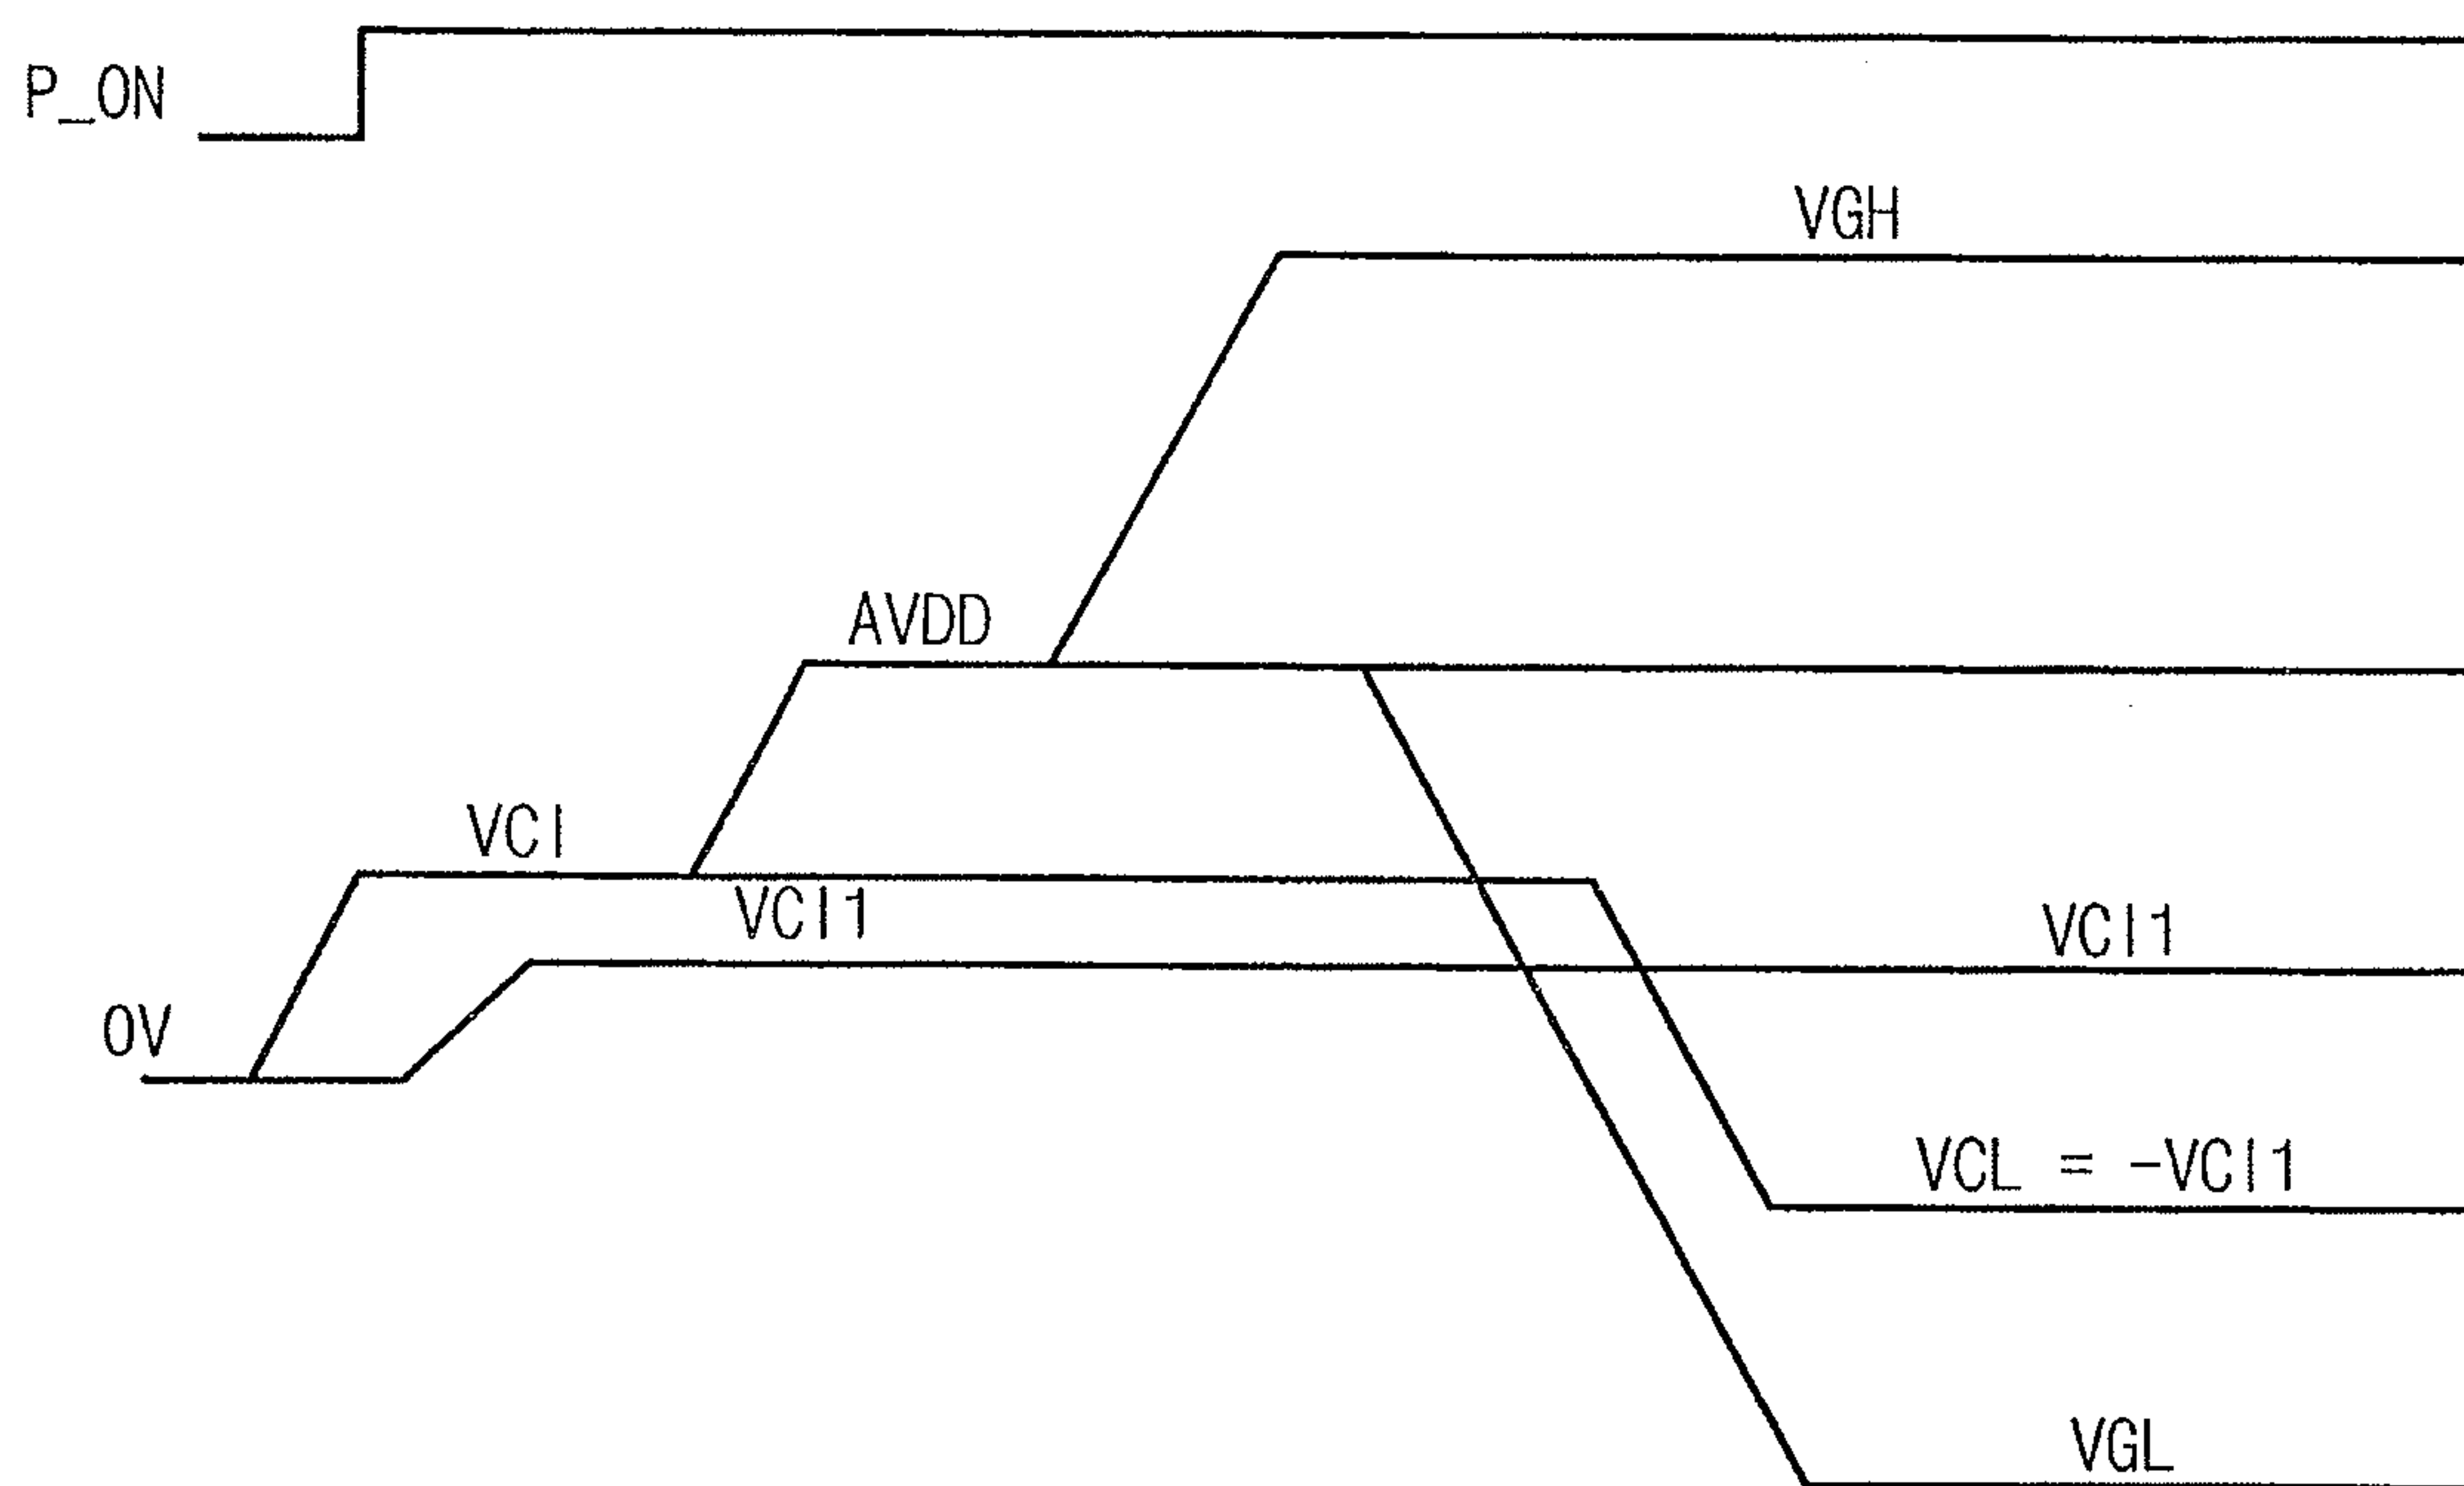 P_ON
VGH
AVDD
VCI
VCI1
VCI1
0V
VCL = -VCI1
VGL